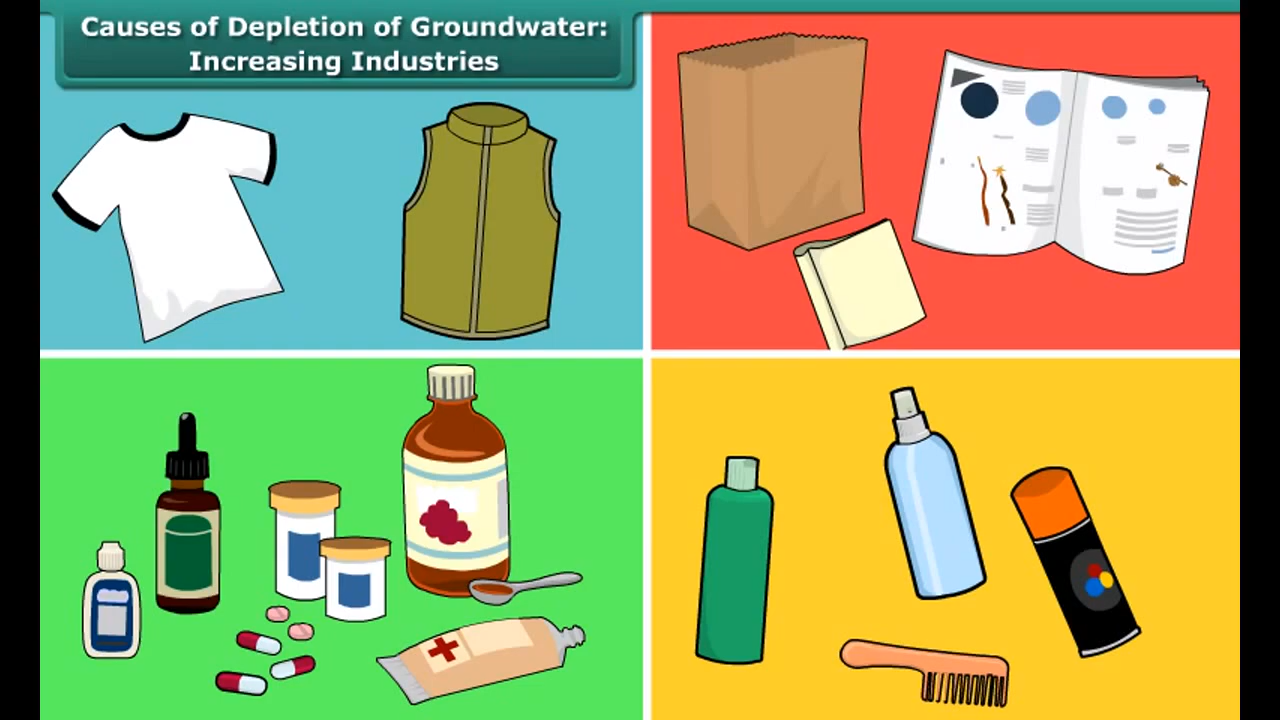 Causes of Depletion of Groundwater:
Increasing Industries